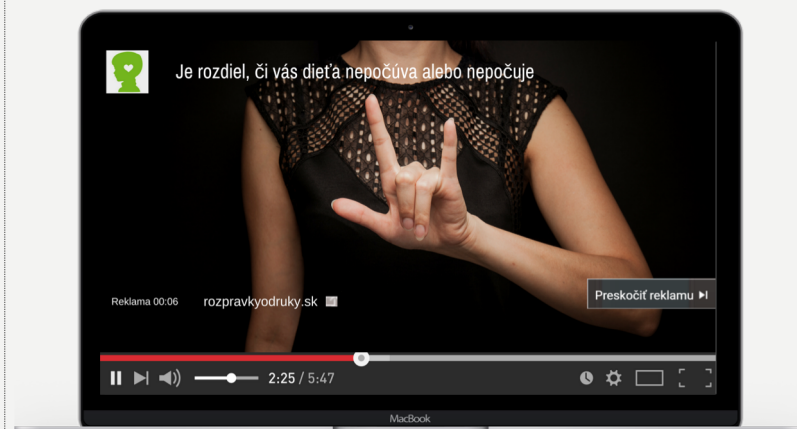 Je rozdiel, či vás dieťa nepočúva alebo nepočuje
Reklama 00:06 rozpravkyodruky.sk
Preskočiť reklamu
2:25 / 5:47
MacBook